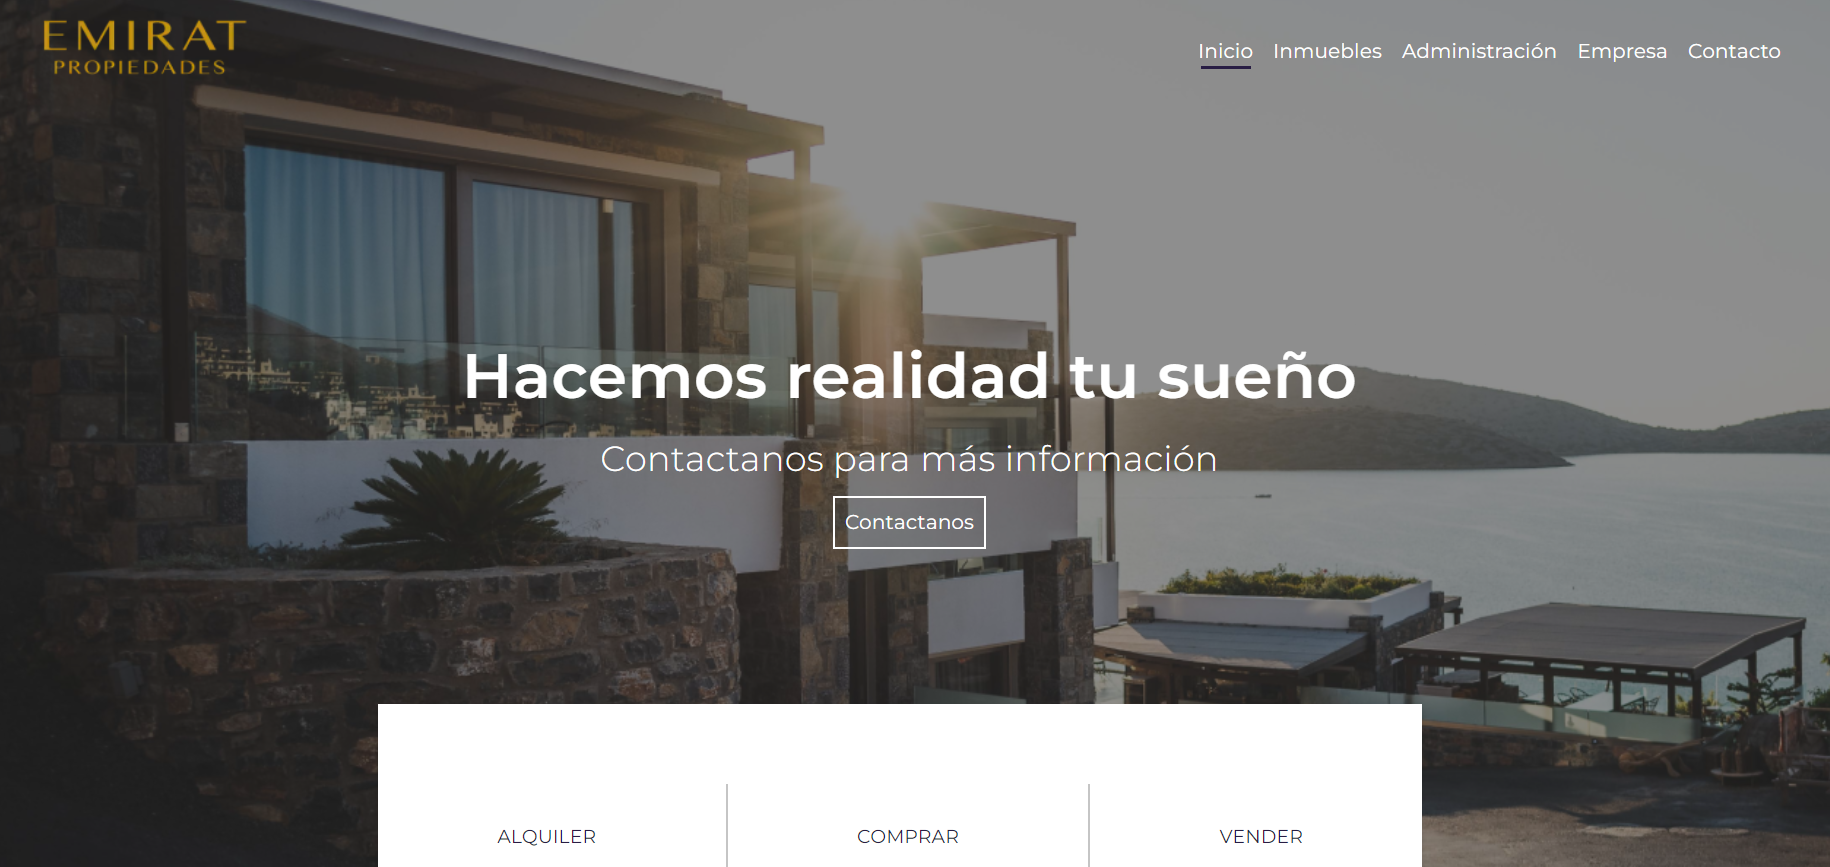 EMIRAT
PROPIEDADES
Inicio Inmuebles Administración Empresa Contacto
Hacemos realidad tu sueño
Contactanos para más información
Contactanos
ALQUILER COMPRAR VENDER